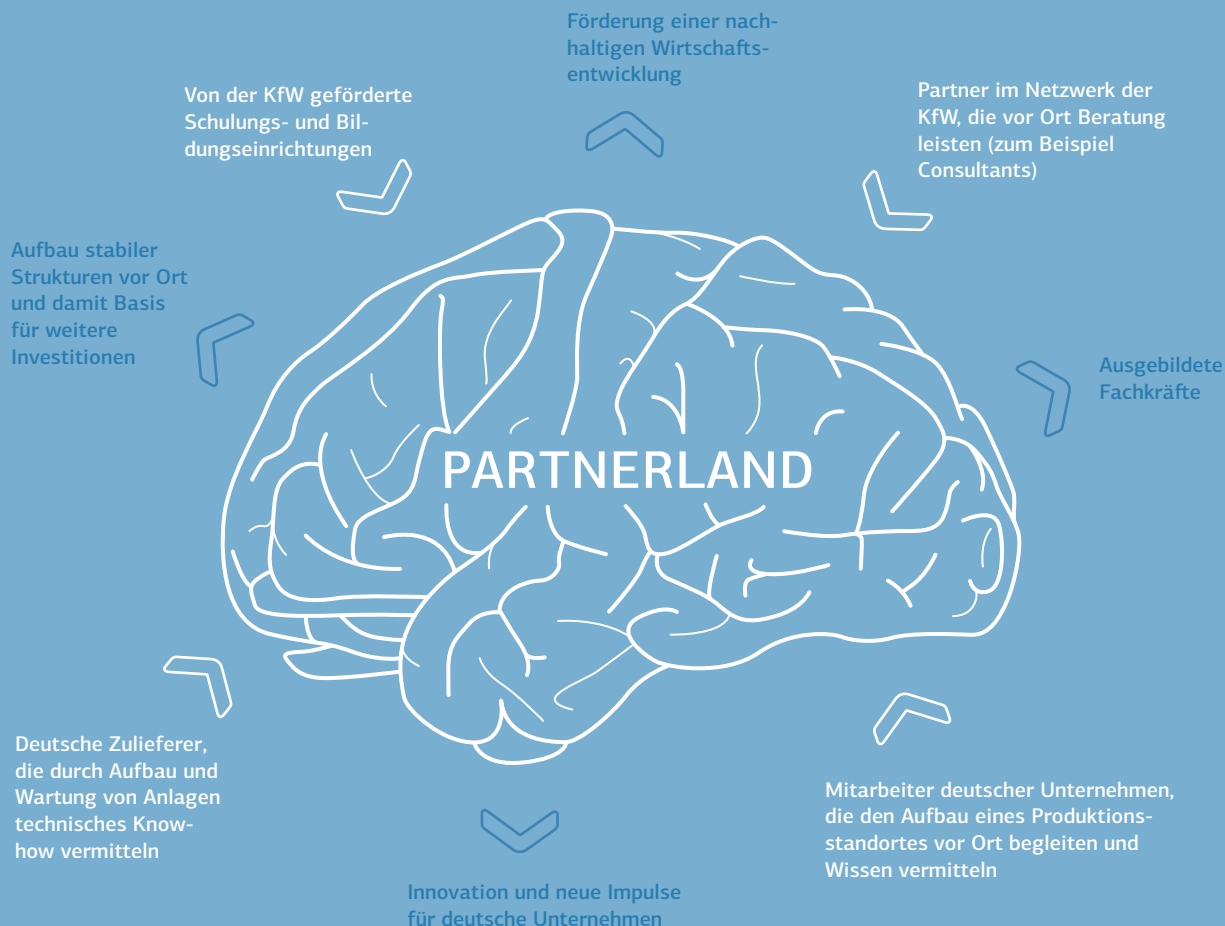 Förderung einer nach-
haltigen Wirtschafts-
entwicklung
Von der KfW geförderte
Schulungs- und Bil-
dungseinrichtungen
Partner im Netzwerk der
KfW, die vor Ort Beratung
leisten (zum Beispiel
Consultants)
Aufbau stabiler
Strukturen vor Ort
und damit Basis
für weitere
Investitionen
Ausgebildete
Fachkräfte
PARTNERLAND
Deutsche Zulieferer,
die durch Aufbau und
Wartung von Anlagen
technisches Know-
how vermitteln
Mitarbeiter deutscher Unternehmen,
die den Aufbau eines Produktions-
standortes vor Ort begleiten und
Wissen vermitteln
Innovation und neue Impulse
für deutsche Unternehmen